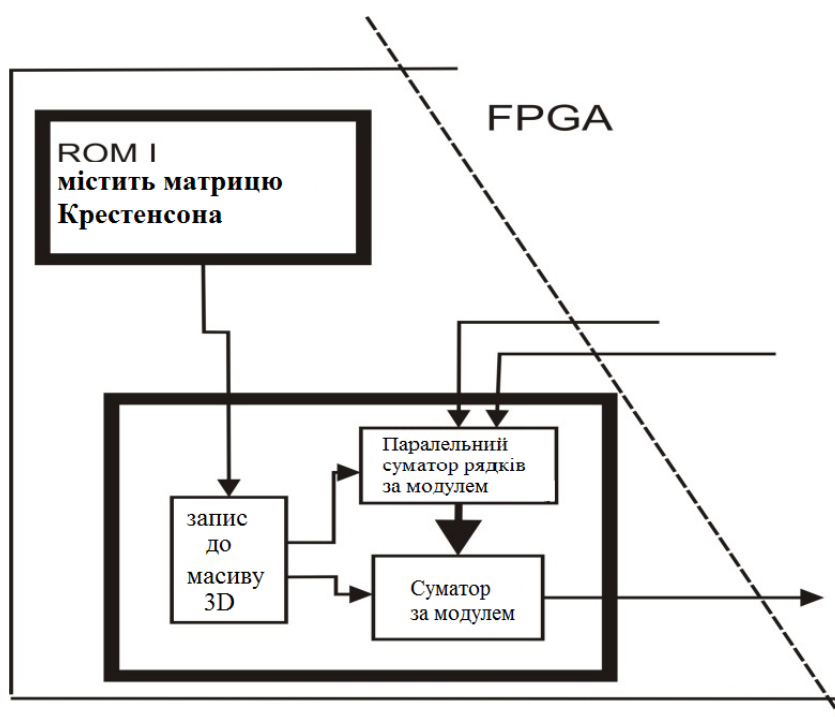 FPGA
ROM I
містить матрицю
Крестенсона
Паралельний
суматор рядків
за модулем
запис
до
масиву
3D
Суматор
за модулем